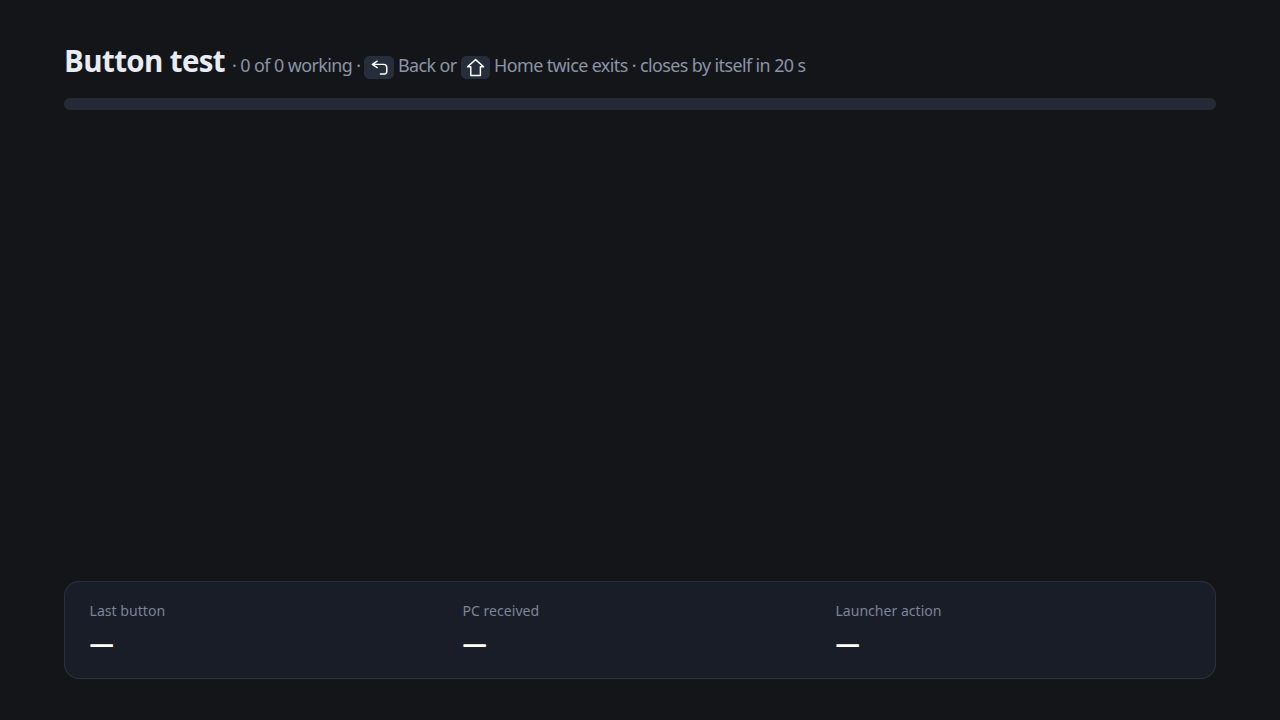 Button test · 0 of 0 working · Back or Home twice exits · closes by itself in 20 s
Last button
PC received
Launcher action
—
—
—